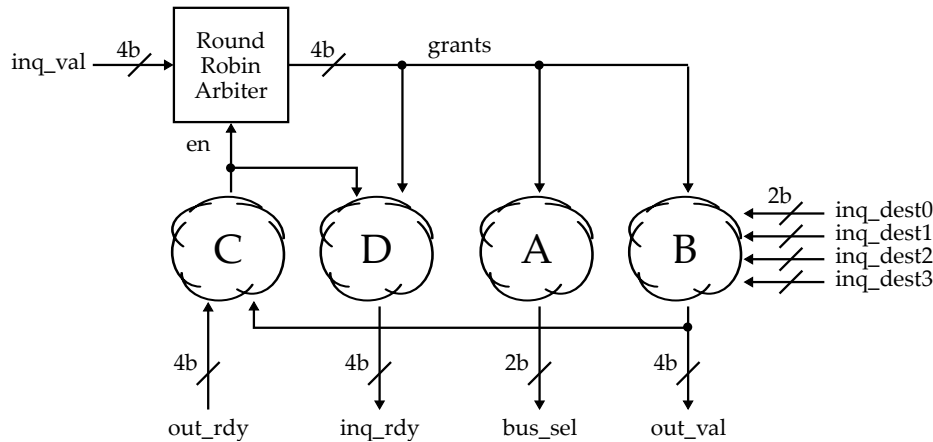 Round
Robin
Arbiter
inq_val
4b
4b
grants
en
C
D
A
B
2b
inq_dest0
inq_dest1
inq_dest2
inq_dest3
4b
4b
2b
4b
out_rdy
inq_rdy
bus_sel
out_val